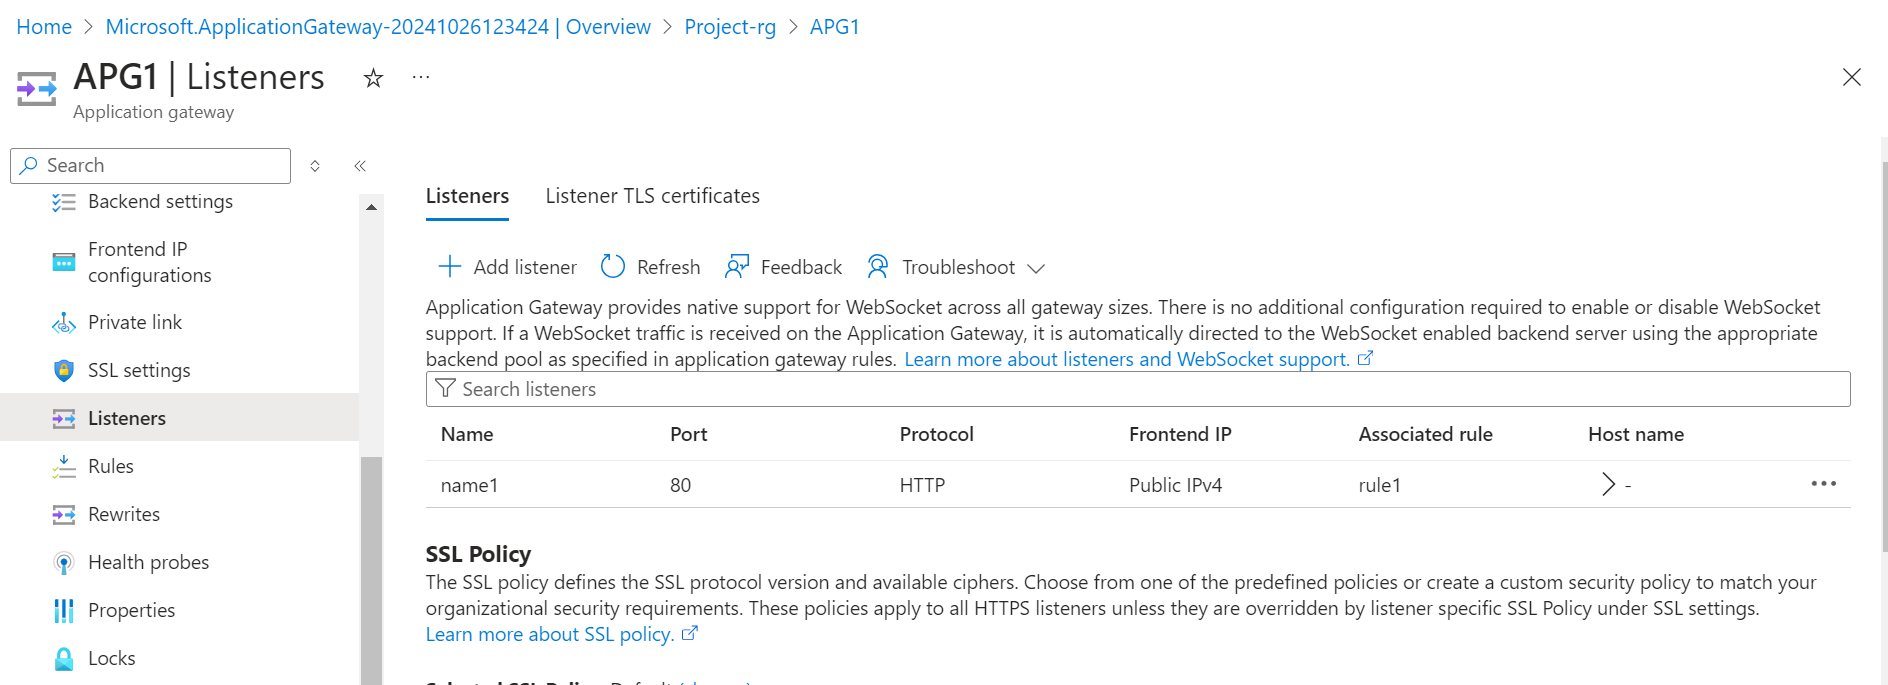 Home > Microsoft.ApplicationGateway-20241026123424 | Overview > Project-rg > APG1
APG1 | Listeners
Application gateway
Search
Backend settings
Frontend IP
configurations
Private link
SSL settings
Listeners
Rules
Rewrites
Health probes
Properties
Locks
Listeners Listener TLS certificates
Add listener Refresh Feedback Troubleshoot
Application Gateway provides native support for WebSocket across all gateway sizes. There is no additional configuration required to enable or disable WebSocket
support. If a WebSocket traffic is received on the Application Gateway, it is automatically directed to the WebSocket enabled backend server using the appropriate
backend pool as specified in application gateway rules. Learn more about listeners and WebSocket support.
Search listeners
Name Port Protocol Frontend IP Associated rule Host name
name1 80 HTTP Public IPv4 rule1 > -
SSL Policy
The SSL policy defines the SSL protocol version and available ciphers. Choose from one of the predefined policies or create a custom security policy to match your
organizational security requirements. These policies apply to all HTTPS listeners unless they are overridden by listener specific SSL Policy under SSL settings.
Learn more about SSL policy.